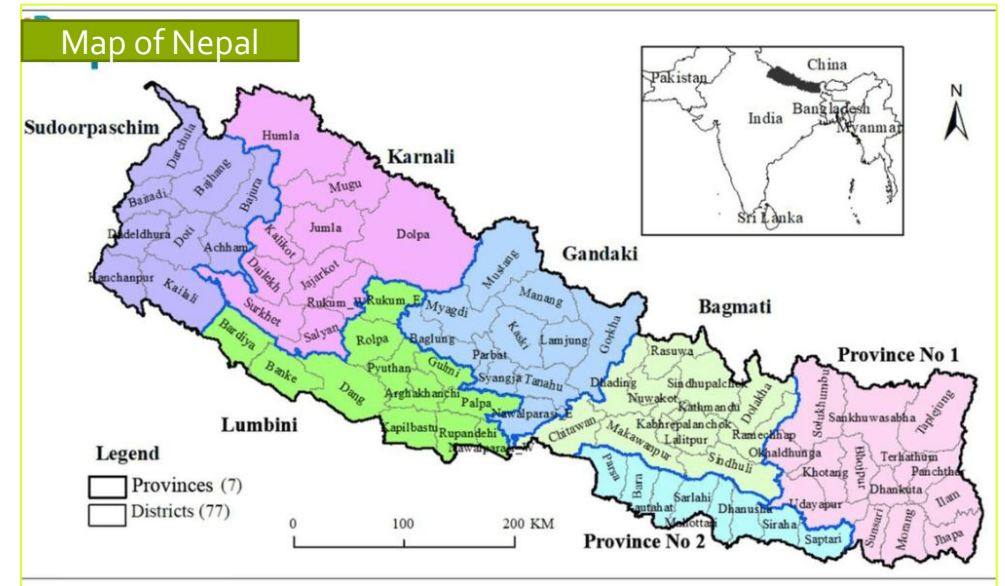 Map of Nepal
China
Pakistan
India
Bangladesh
Myanmar
Sri Lanka
N
Sudoorpaschim
Darchula
Bajhang
Baitadi
Bajura
Dadeldhura
Doti
Achham
Kanchanpur
Kailali
Karnali
Humla
Mugu
Jumla
Dolpa
Kalikot
Dailekh
Jajarkot
Rukum_W
Surkhet
Salyan
Gandaki
Mustang
Manang
Myagdi
Kaski
Lamjung
Gorkha
Baglung
Parbat
Syangja
Tanahu
Nawalparasi_E
Lumbini
Rukum_E
Rolpa
Bardiya
Banke
Pyuthan
Gulmi
Dang
Arghakhanchi
Palpa
Kapilbastu
Rupandehi
Nawalparasi_W
Bagmati
Rasuwa
Dhading
Sindhupalchok
Nuwakot
Kathmandu
Dolakha
Kabhrepalanchok
Chitawan
Makawanpur
Lalitpur
Ramechhap
Sindhuli
Province No 1
Solukhumbu
Sankhuwasabha
Taplejung
Okhaldhunga
Khotang
Bhojpur
Terhathum
Panchthe
Dhankuta
Ilam
Udayapur
Sunsari
Morang
Jhapa
Province No 2
Parsa
Bara
autahat
Sarlahi
Mahottari
Dhanusha
Siraha
Saptari
Legend
Provinces (7)
Districts (77)
0 100 200 KM